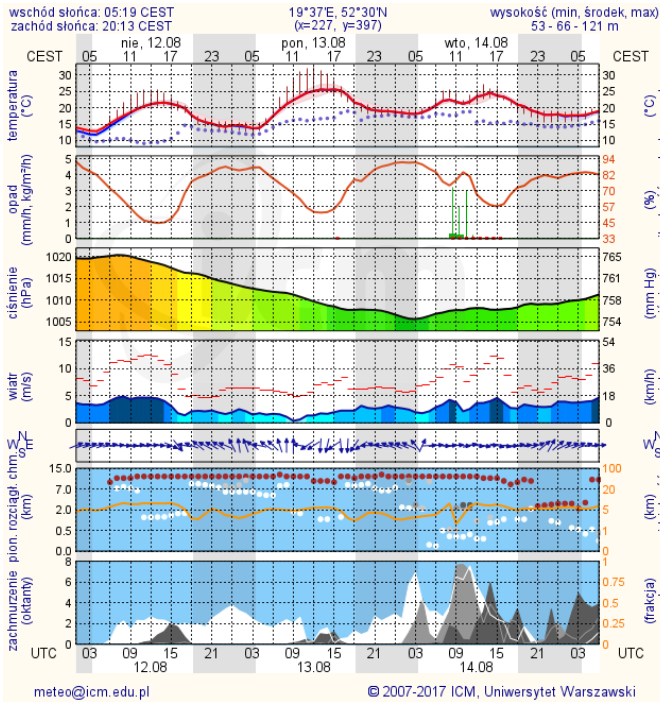 wschód słońca: 05:19 CEST 19°37'E, 52°30'N wysokość (min, środek, max)
zachód słońca: 20:13 CEST (x=227, y=397) 53 - 66 - 121 m
nie, 12.08 pon, 13.08 wto, 14.08
CEST 05 11 17 23 05 11 17 23 05 11 17 23 05 CEST
temperatura (°C) 30 25 20 15 10 30 25 20 15 10 (°C)
opad (mm/h, kg/m²/h) 5 4 3 2 1 0 94 82 70 57 45 33 (%)
ciśnienie (hPa) 1020 1015 1010 1005 765 761 758 754 (mm Hg)
wiatr (m/s) 15 10 5 0 54 36 18 0 (km/h)
N W E S N W E S
pion. rozciągł. chm. (km) 15.0 7.0 2.0 0.5 0.0 100 20 5 1 0 (km)
zachmurzenie (oktanty) 8 6 4 2 0 1 0.75 0.5 0.25 0 (frakcja)
UTC 03 09 15 21 03 09 15 21 03 09 15 21 03 UTC
12.08 13.08 14.08
meteo@icm.edu.pl © 2007-2017 ICM, Uniwersytet Warszawski